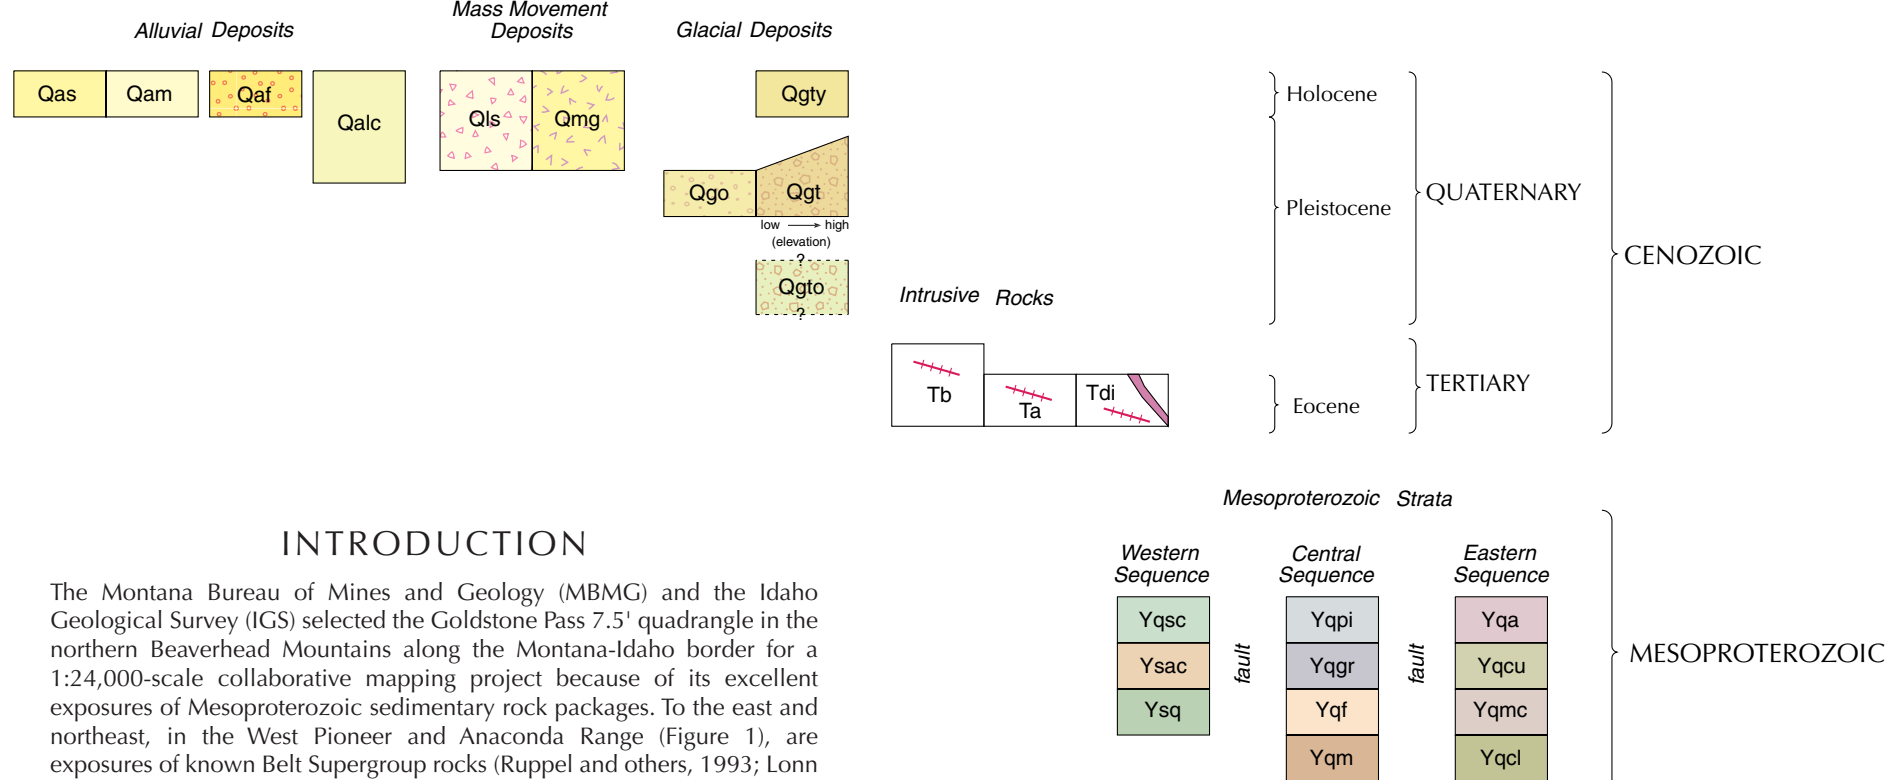 Alluvial Deposits
Mass Movement
Deposits
Glacial Deposits
Qas
Qam
Qaf
Qalc
Qls
Qmg
Qgty
Qgo
Qgt
low high
(elevation)
?
Qgto
?
Holocene
Pleistocene
QUATERNARY
CENOZOIC
Intrusive Rocks
Tb
Ta
Tdi
Eocene
TERTIARY
INTRODUCTION
The Montana Bureau of Mines and Geology (MBMG) and the Idaho
Geological Survey (IGS) selected the Goldstone Pass 7.5' quadrangle in the
northern Beaverhead Mountains along the Montana-Idaho border for a
1:24,000-scale collaborative mapping project because of its excellent
exposures of Mesoproterozoic sedimentary rock packages. To the east and
northeast, in the West Pioneer and Anaconda Range (Figure 1), are
exposures of known Belt Supergroup rocks (Ruppel and others, 1993; Lonn
Mesoproterozoic Strata
Western
Sequence
Yqsc
Ysac
Ysq
fault
Central
Sequence
Yqpi
Yqgr
Yqf
Yqm
fault
Eastern
Sequence
Yqa
Yqcu
Yqmc
Yqcl
MESOPROTEROZOIC